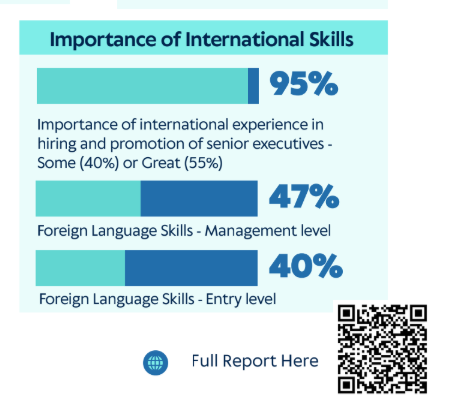 Importance of International Skills
95%
Importance of international experience in
hiring and promotion of senior executives -
Some (40%) or Great (55%)
47%
Foreign Language Skills - Management level
40%
Foreign Language Skills - Entry level
Full Report Here